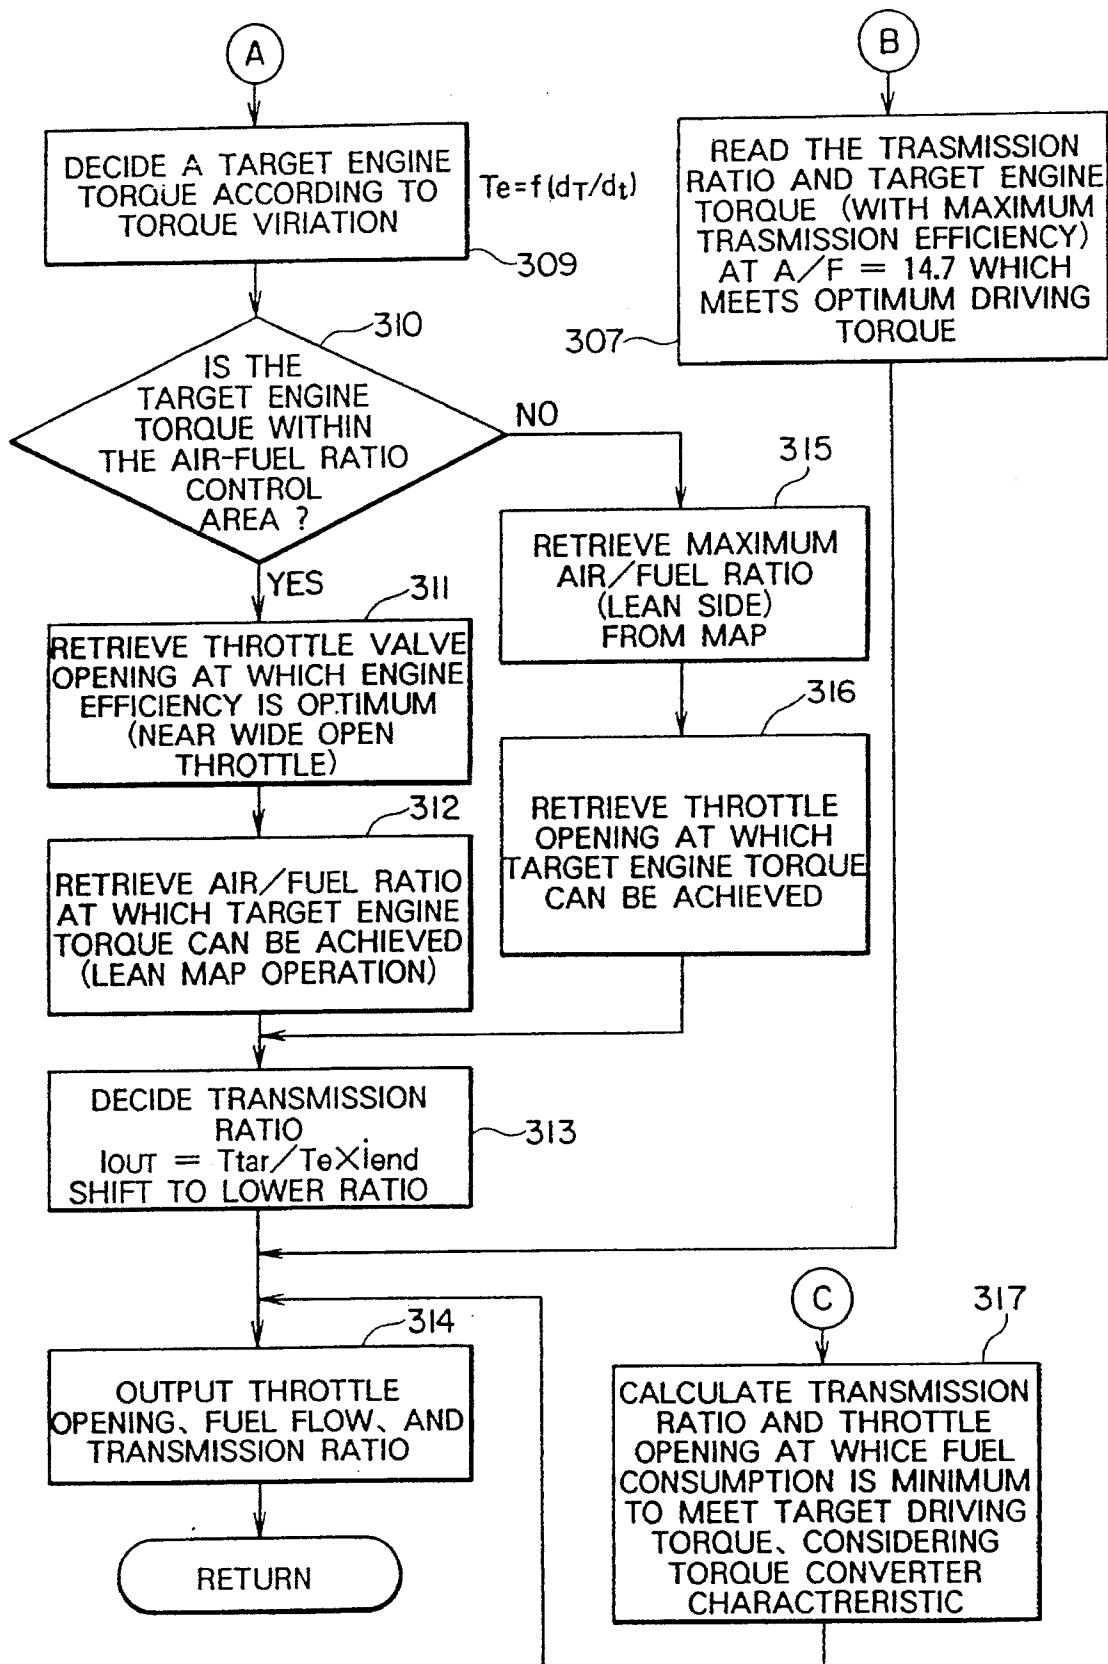 A
DECIDE A TARGET ENGINE
TORQUE ACCORDING TO
TORQUE VIRIATION
Te=f(dT/dt)
309
310
IS THE
TARGET ENGINE
TORQUE WITHIN
THE AIR-FUEL RATIO
CONTROL
AREA ?
NO
YES
311
RETRIEVE THROTTLE VALVE
OPENING AT WHICH ENGINE
EFFICIENCY IS OPTIMUM
(NEAR WIDE OPEN
THROTTLE)
312
RETRIEVE AIR/FUEL RATIO
AT WHICH TARGET ENGINE
TORQUE CAN BE ACHIEVED
(LEAN MAP OPERATION)
315
RETRIEVE MAXIMUM
AIR/FUEL RATIO
(LEAN SIDE)
FROM MAP
316
RETRIEVE THROTTLE
OPENING AT WHICH
TARGET ENGINE TORQUE
CAN BE ACHIEVED
DECIDE TRANSMISSION
RATIO
IOUT = Ttar/Te×iend
SHIFT TO LOWER RATIO
313
314
OUTPUT THROTTLE
OPENING、FUEL FLOW、AND
TRANSMISSION RATIO
RETURN
B
READ THE TRASMISSION
RATIO AND TARGET ENGINE
TORQUE (WITH MAXIMUM
TRASMISSION EFFICIENCY)
AT A/F = 14.7 WHICH
MEETS OPTIMUM DRIVING
TORQUE
307
C
317
CALCULATE TRANSMISSION
RATIO AND THROTTLE
OPENING AT WHICE FUEL
CONSUMPTION IS MINIMUM
TO MEET TARGET DRIVING
TORQUE、CONSIDERING
TORQUE CONVERTER
CHARACTRERISTIC